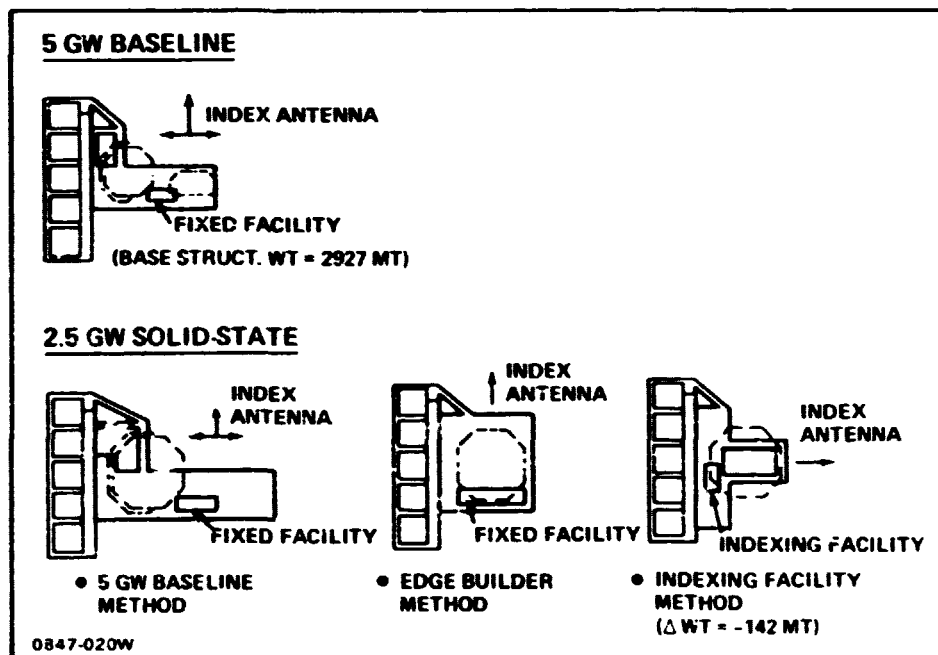 5 GW BASELINE
INDEX ANTENNA
FIXED FACILITY
(BASE STRUCT. WT = 2927 MT)
2.5 GW SOLID-STATE
INDEX
ANTENNA
FIXED FACILITY
• 5 GW BASELINE
METHOD
INDEX
ANTENNA
FIXED FACILITY
• EDGE BUILDER
METHOD
INDEX
ANTENNA
INDEXING FACILITY
• INDEXING FACILITY
METHOD
(Δ WT = -142 MT)
0847-020W